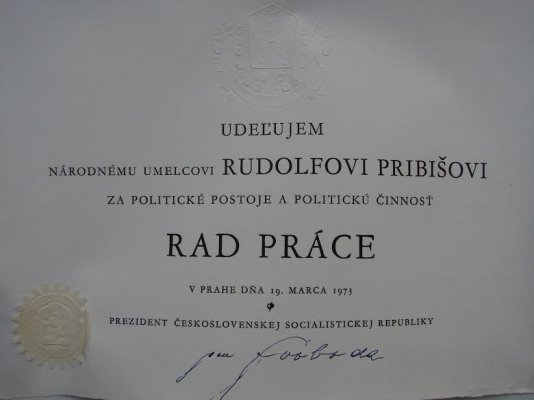 UDEĽUJEM
NÁRODNÉMU UMELCOVI RUDOLFOVI PRIBIŠOVI
ZA POLITICKÉ POSTOJE A POLITICKÚ ČINNOSŤ
RAD PRÁCE
V PRAHE DŇA 19. MARCA 1973
PREZIDENT ČESKOSLOVENSKEJ SOCIALISTICKEJ REPUBLIKY
Svoboda